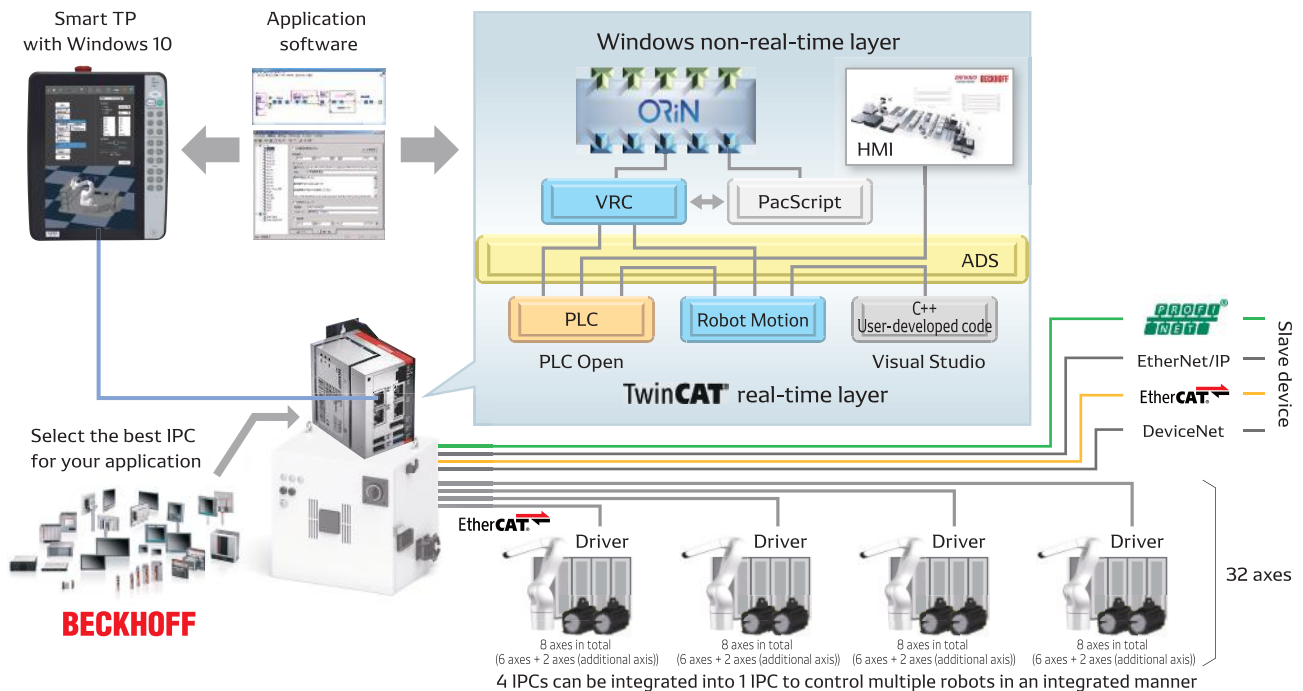 Smart TP
with Windows 10
Application
software
Windows non-real-time layer
ORiN
BECKHOFF
HMI
VRC
PacScript
ADS
PLC
Robot Motion
C++
User-developed code
PLC Open
Visual Studio
TwinCAT® real-time layer
PROFI
NET®
EtherNet/IP
EtherCAT®
DeviceNet
Slave device
Select the best IPC
for your application
BECKHOFF
EtherCAT®
Driver
Driver
Driver
Driver
32 axes
8 axes in total
(6 axes + 2 axes (additional axis))
8 axes in total
(6 axes + 2 axes (additional axis))
8 axes in total
(6 axes + 2 axes (additional axis))
8 axes in total
(6 axes + 2 axes (additional axis))
4 IPCs can be integrated into 1 IPC to control multiple robots in an integrated manner